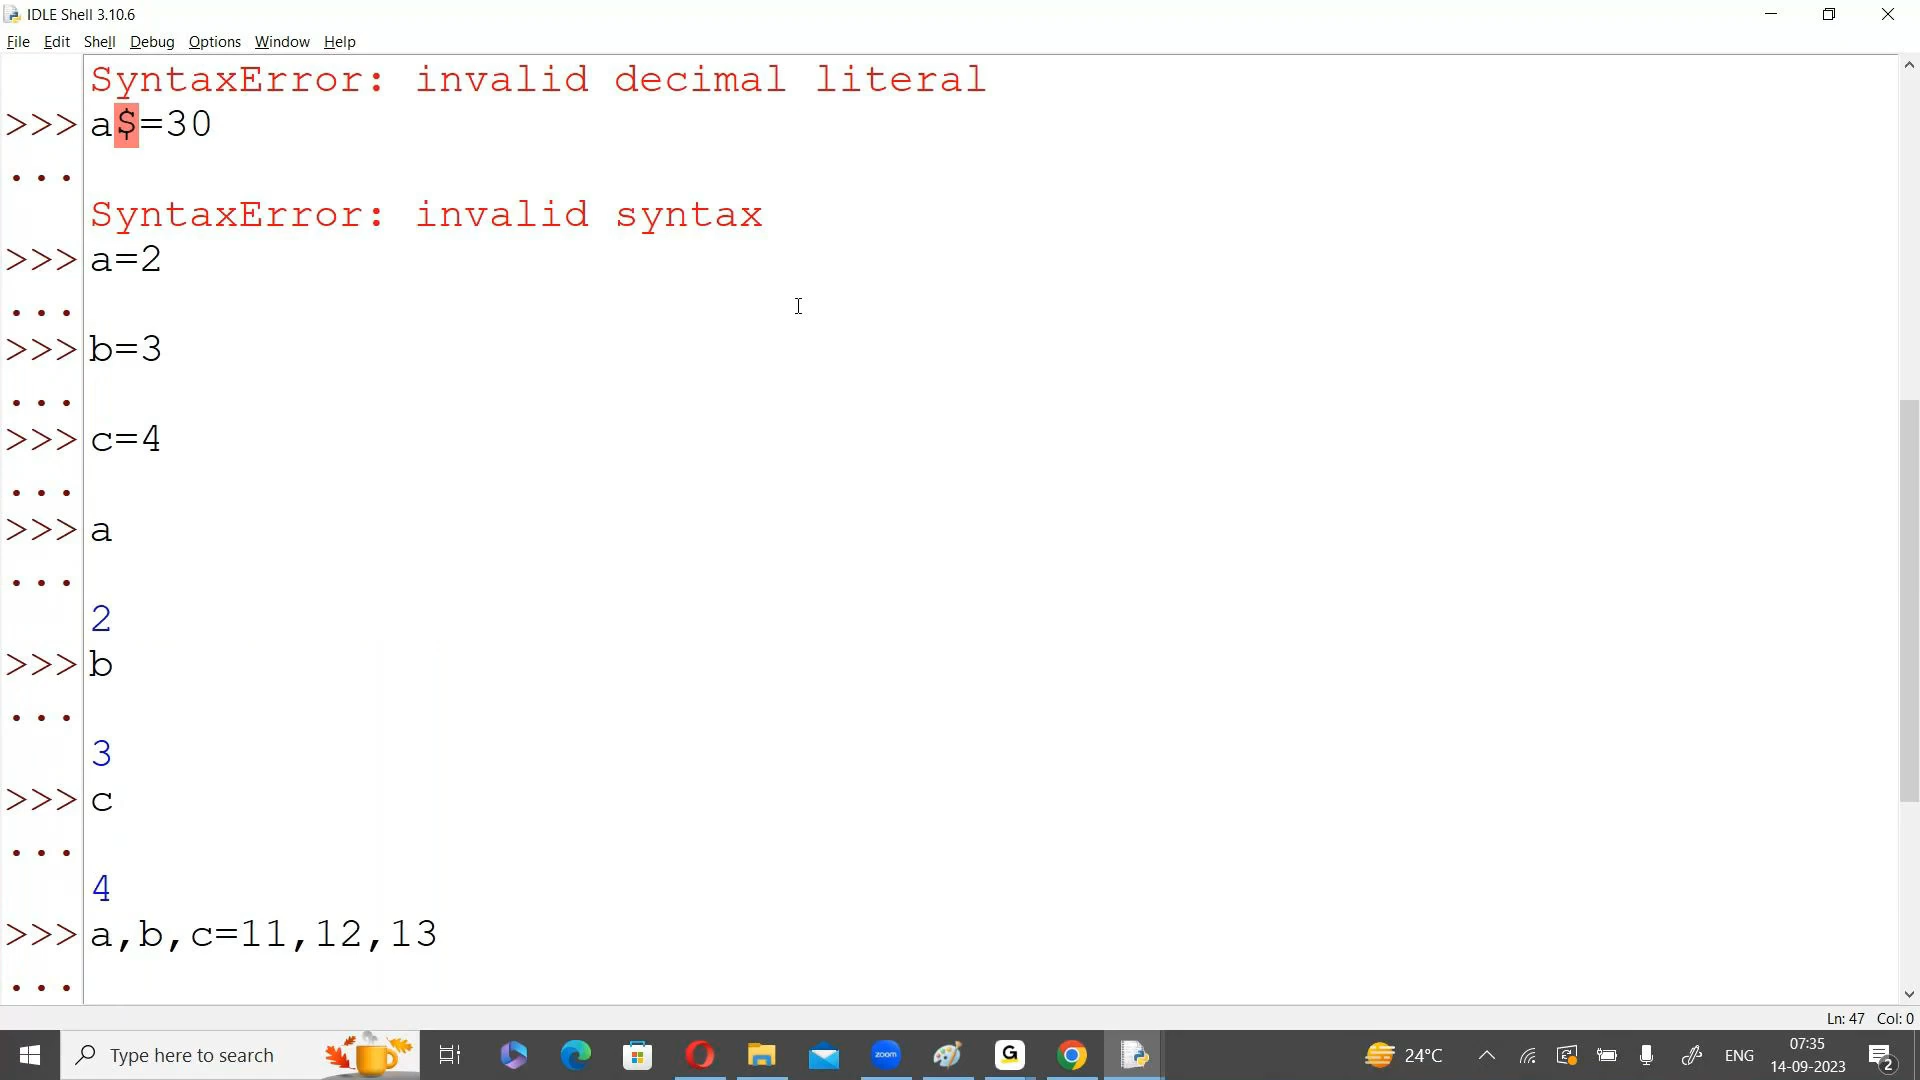 IDLE Shell 3.10.6
File Edit Shell Debug Options Window Help
SyntaxError: invalid decimal literal
>>> a$=30
...
SyntaxError: invalid syntax
>>> a=2
...
>>> b=3
...
>>> c=4
...
>>> a
...
2
>>> b
...
3
>>> c
...
4
>>> a,b,c=11,12,13
...
Ln: 47 Col: 0
Type here to search
zoom
G
24°C
ENG
07:35
14-09-2023
2